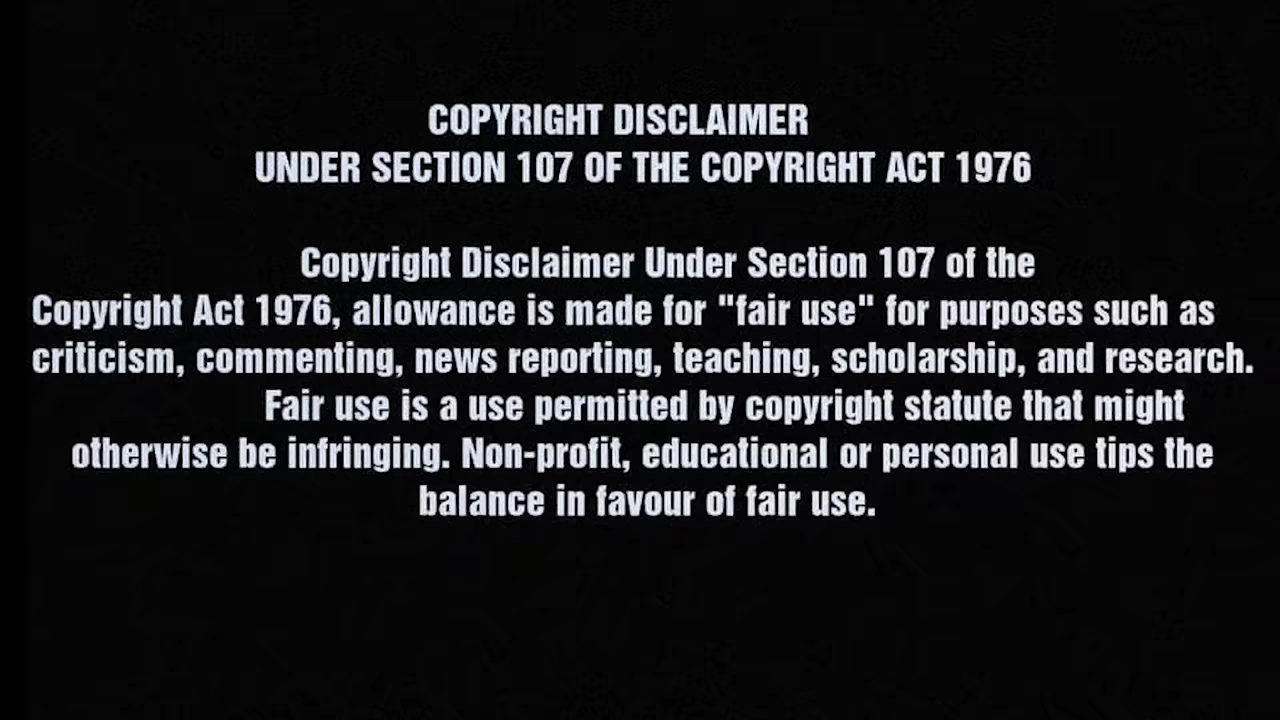 COPYRIGHT DISCLAIMER
UNDER SECTION 107 OF THE COPYRIGHT ACT 1976
Copyright Disclaimer Under Section 107 of the
Copyright Act 1976, allowance is made for "fair use" for purposes such as
criticism, commenting, news reporting, teaching, scholarship, and research.
Fair use is a use permitted by copyright statute that might
otherwise be infringing. Non-profit, educational or personal use tips the
balance in favour of fair use.